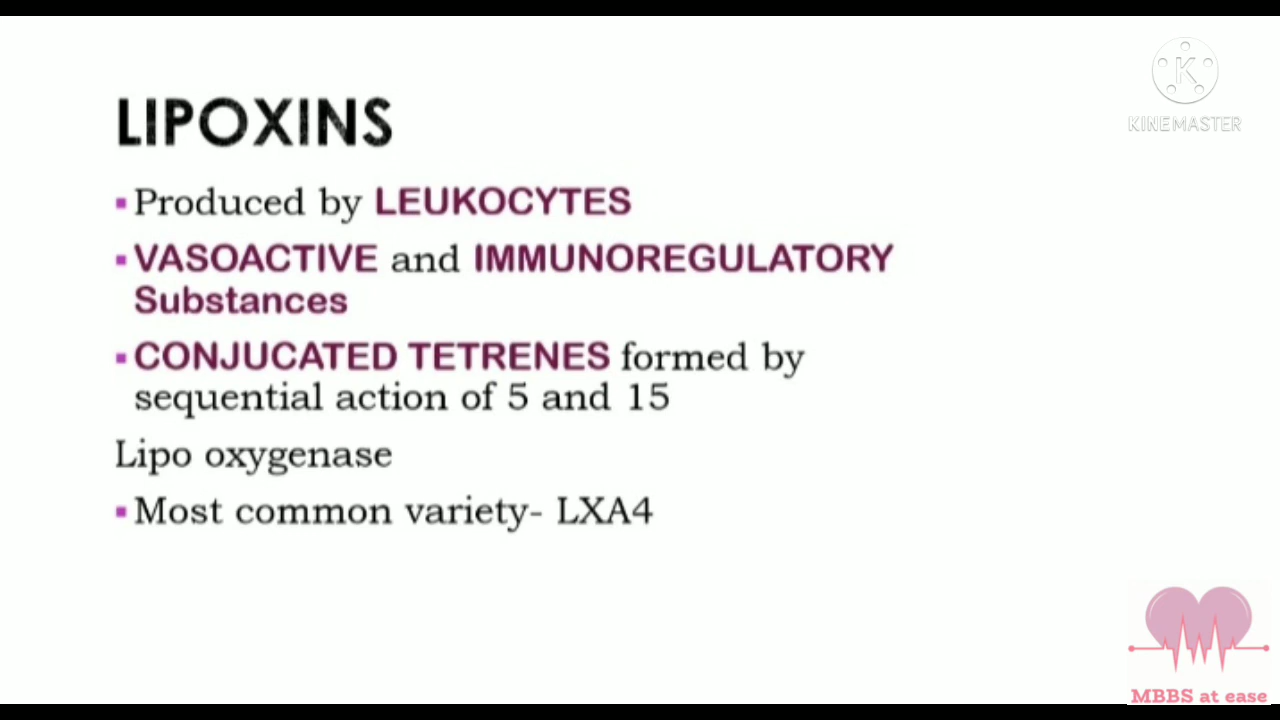 LIPOXINS
▪Produced by LEUKOCYTES
▪VASOACTIVE and IMMUNOREGULATORY
Substances
▪CONJUCATED TETRENES formed by
sequential action of 5 and 15
Lipo oxygenase
▪Most common variety- LXA4
K
KINEMASTER
MBBS at ease